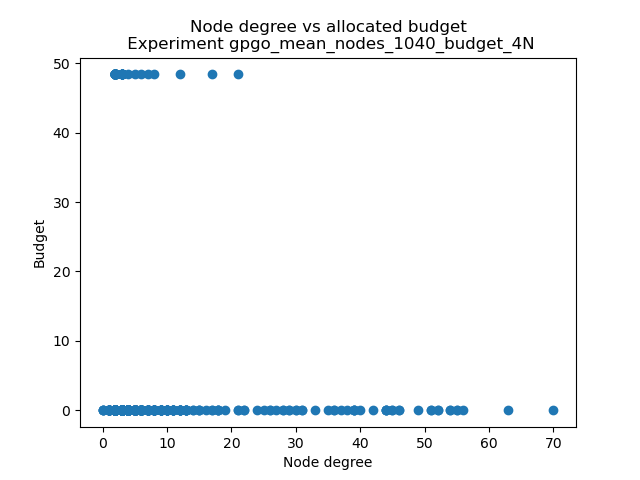 Node degree vs allocated budget
Experiment gpgo_mean_nodes_1040_budget_4N
50
40
30
20
10
0
Budget
0 10 20 30 40 50 60 70
Node degree